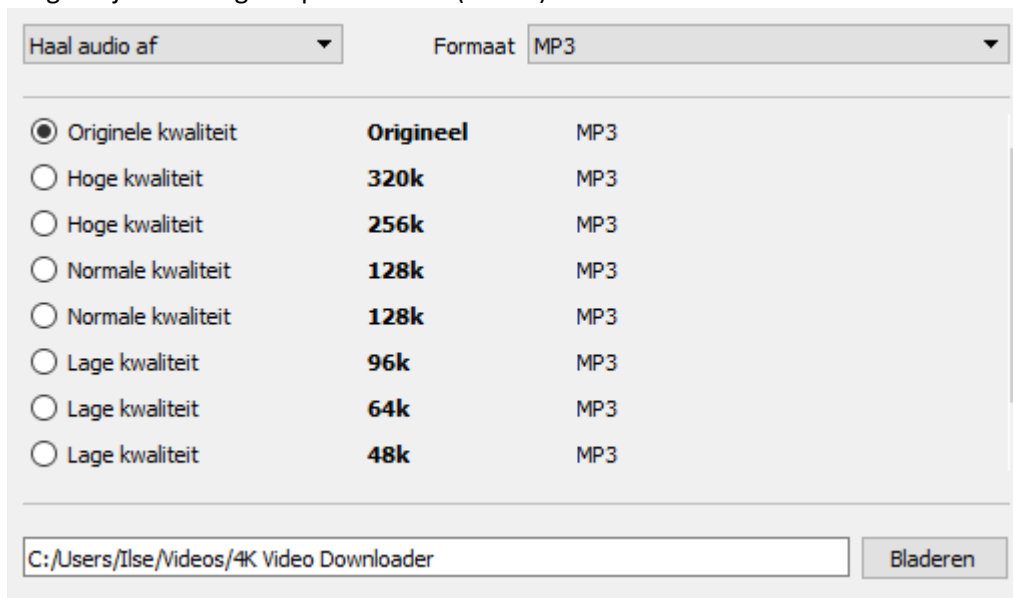 Haal audio af Formaat MP3
Originele kwaliteit Origineel MP3
Hoge kwaliteit 320k MP3
Hoge kwaliteit 256k MP3
Normale kwaliteit 128k MP3
Normale kwaliteit 128k MP3
Lage kwaliteit 96k MP3
Lage kwaliteit 64k MP3
Lage kwaliteit 48k MP3
C:/Users/Ilse/Videos/4K Video Downloader Bladeren